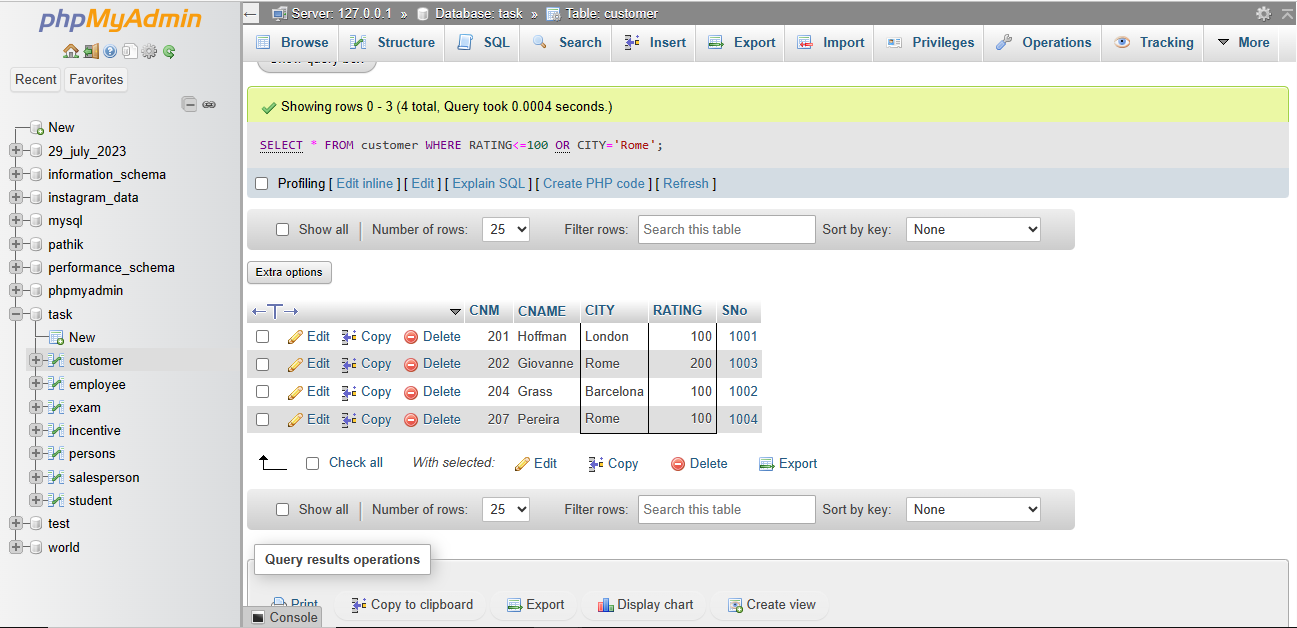 phpMyAdmin
Recent Favorites
New
29_july_2023
information_schema
instagram_data
mysql
pathik
performance_schema
phpmyadmin
task
New
customer
employee
exam
incentive
persons
salesperson
student
test
world
Server: 127.0.0.1 » Database: task » Table: customer
Browse Structure SQL Search Insert Export Import Privileges Operations Tracking More
Show query box
Showing rows 0 - 3 (4 total, Query took 0.0004 seconds.)
SELECT * FROM customer WHERE RATING<=100 OR CITY='Rome';
Profiling [ Edit inline ] [ Edit ] [ Explain SQL ] [ Create PHP code ] [ Refresh ]
Show all Number of rows: 25 Filter rows: Search this table Sort by key: None
Extra options
←T→ CNM CNAME CITY RATING SNo
Edit Copy Delete 201 Hoffman London 100 1001
Edit Copy Delete 202 Giovanne Rome 200 1003
Edit Copy Delete 204 Grass Barcelona 100 1002
Edit Copy Delete 207 Pereira Rome 100 1004
Check all With selected: Edit Copy Delete Export
Show all Number of rows: 25 Filter rows: Search this table Sort by key: None
Query results operations
Print Copy to clipboard Export Display chart Create view
Console